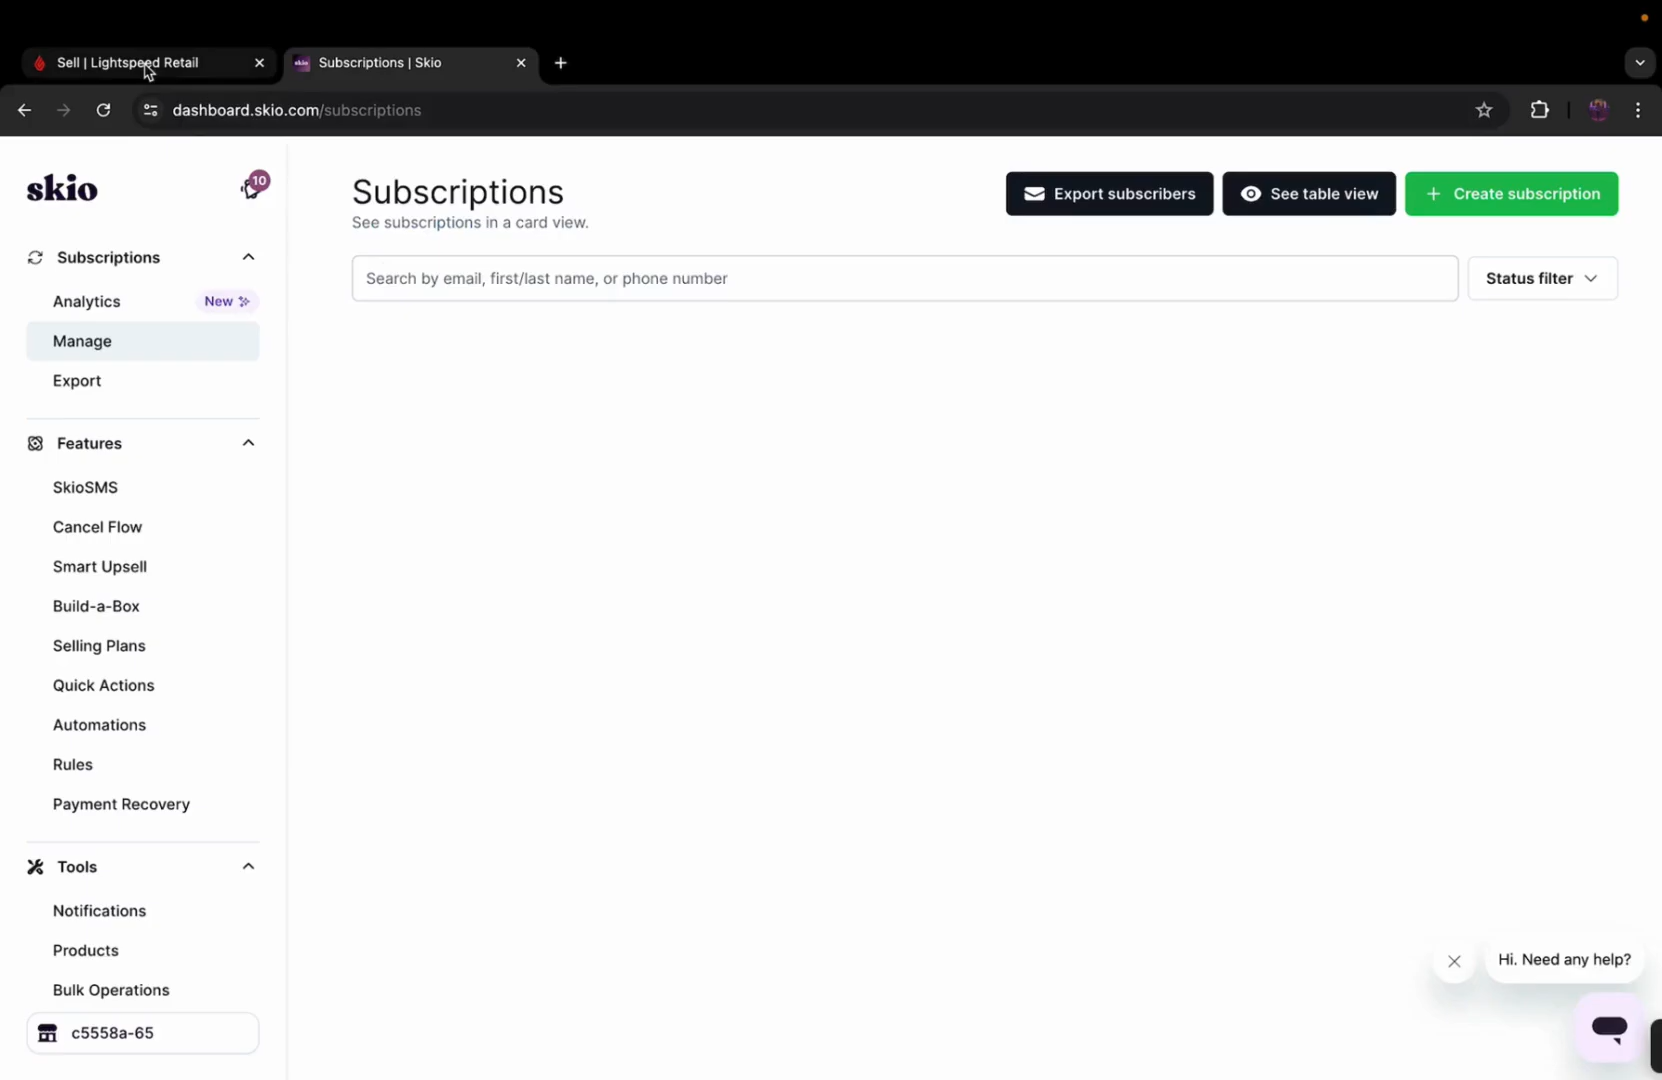 Sell | Lightspeed Retail
Subscriptions | Skio
dashboard.skio.com/subscriptions
skio
10
Subscriptions
Analytics
New
Manage
Export
Features
SkioSMS
Cancel Flow
Smart Upsell
Build-a-Box
Selling Plans
Quick Actions
Automations
Rules
Payment Recovery
Tools
Notifications
Products
Bulk Operations
c5558a-65
Subscriptions
See subscriptions in a card view.
Export subscribers
See table view
Create subscription
Search by email, first/last name, or phone number
Status filter
Hi. Need any help?